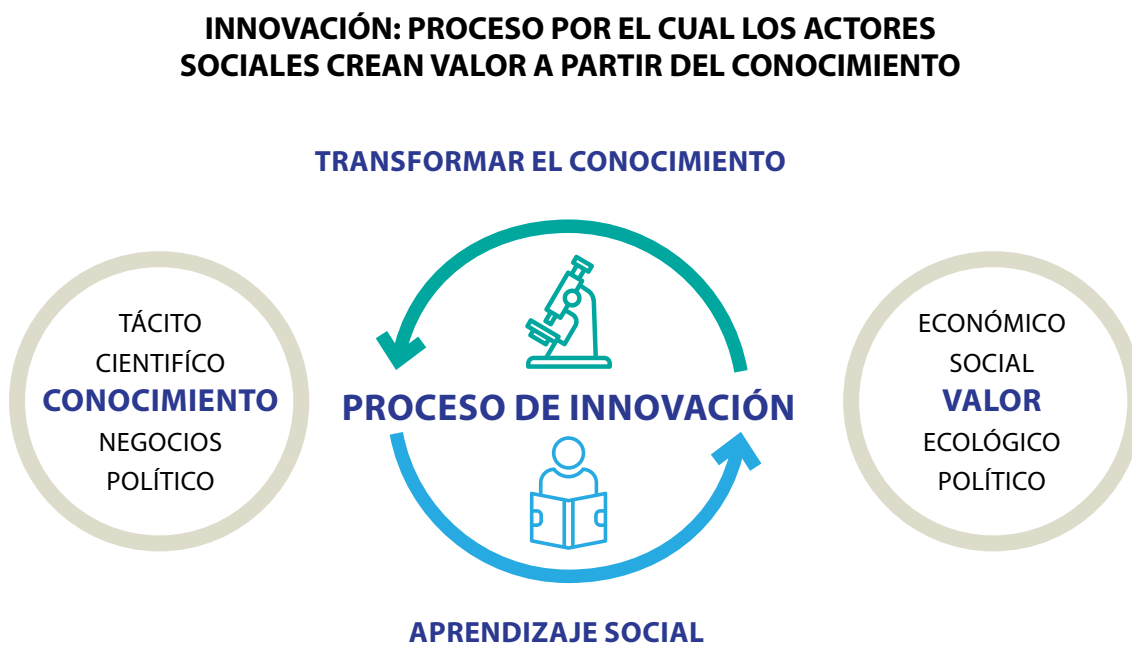 INNOVACIÓN: PROCESO POR EL CUAL LOS ACTORES
SOCIALES CREAN VALOR A PARTIR DEL CONOCIMIENTO
TRANSFORMAR EL CONOCIMIENTO
TÁCITO
CIENTIFÍCO
CONOCIMIENTO
NEGOCIOS
POLÍTICO
PROCESO DE INNOVACIÓN
ECONÓMICO
SOCIAL
VALOR
ECOLÓGICO
POLÍTICO
APRENDIZAJE SOCIAL